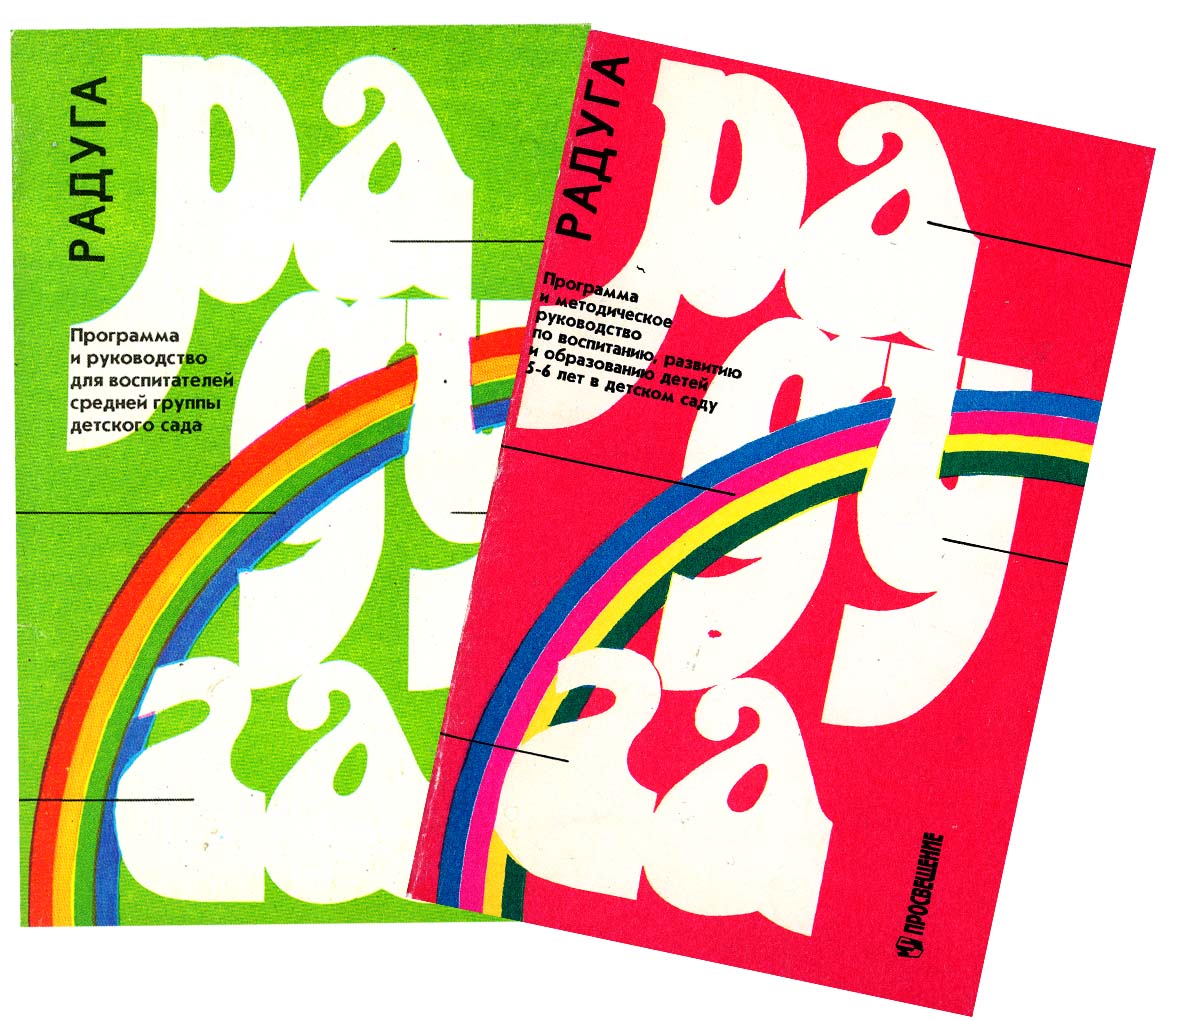 РАДУГА
ра
ду
га
Программа
и руководство
для воспитателей
средней группы
детского сада
РАДУГА
ра
ду
га
Программа
и методическое
руководство
по воспитанию, развитию
и образованию детей
5-6 лет в детском саду
ПРОСВЕЩЕНИЕ